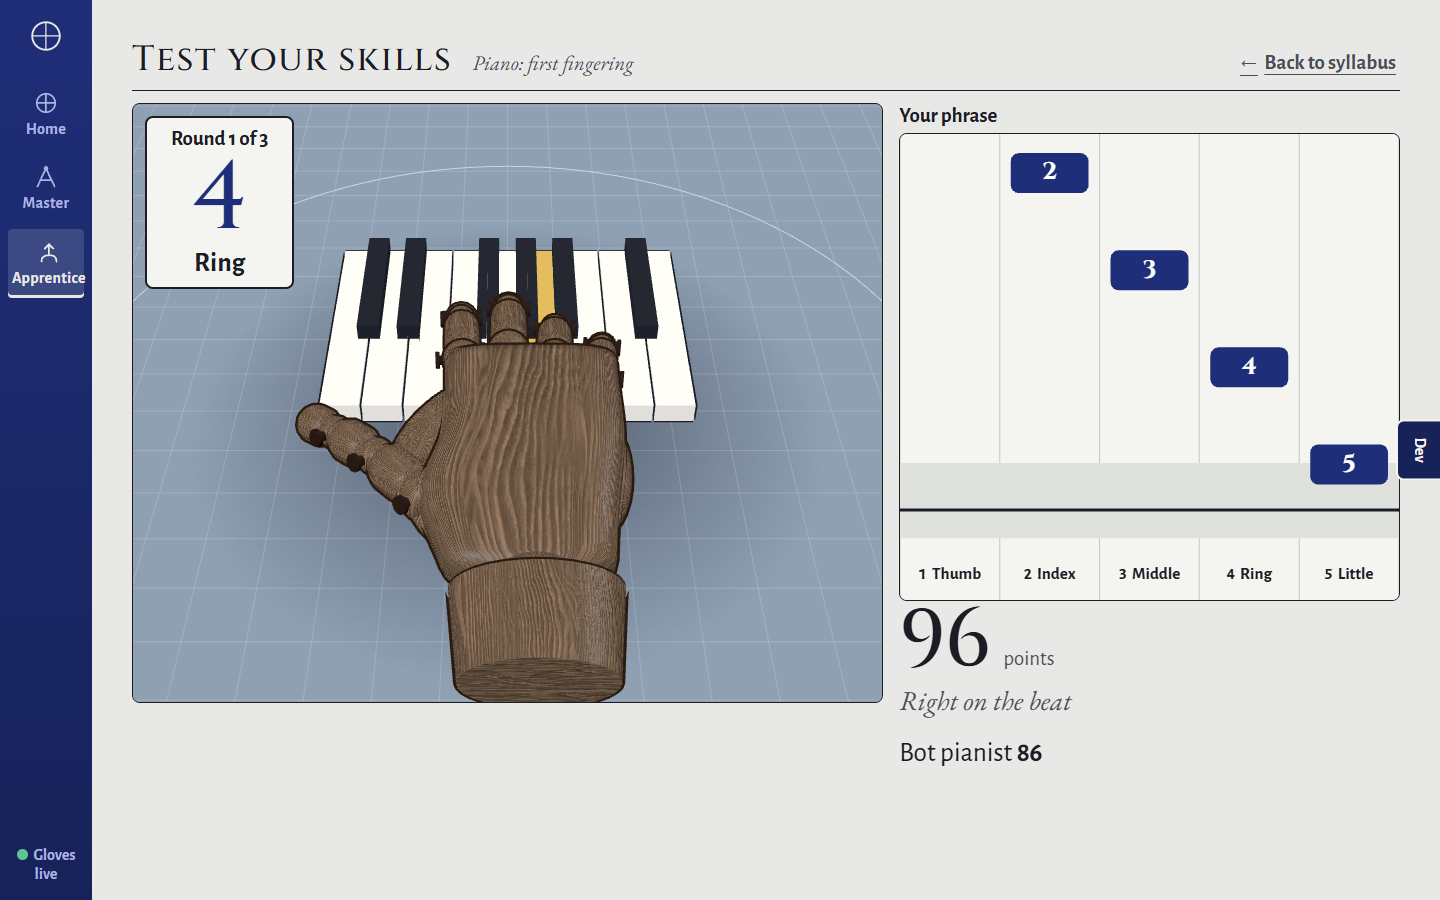 Home
Master
Apprentice
Gloves
live
TEST YOUR SKILLS
Piano: first fingering
← Back to syllabus
Round 1 of 3
4
Ring
Your phrase
2
3
4
5
1 Thumb
2 Index
3 Middle
4 Ring
5 Little
96 points
Right on the beat
Bot pianist 86
Dev